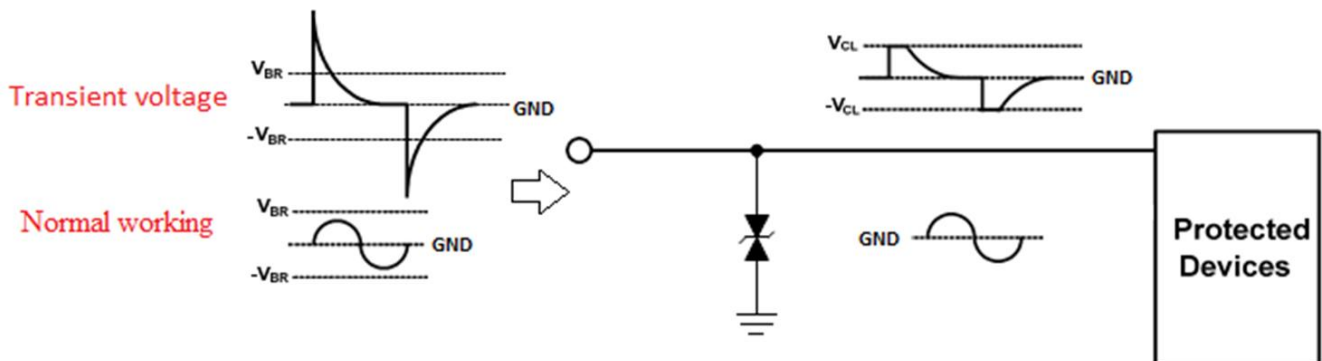 Transient voltage
VBR
GND
-VBR
Normal working
VBR
GND
-VBR
VCL
GND
-VCL
GND
Protected
Devices